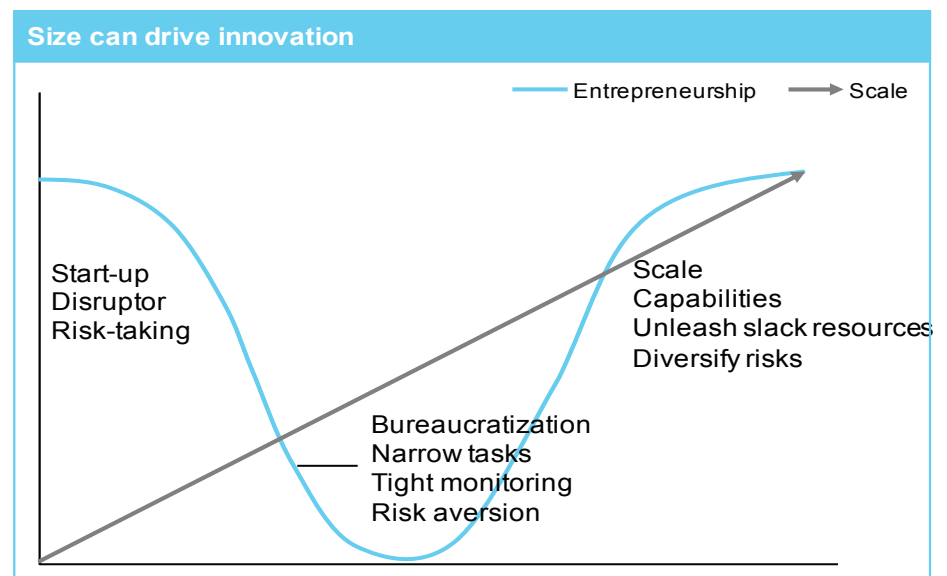 Size can drive innovation
Entrepreneurship
Scale
Start-up
Disruptor
Risk-taking
Scale
Capabilities
Unleash slack resources
Diversify risks
Bureaucratization
Narrow tasks
Tight monitoring
Risk aversion